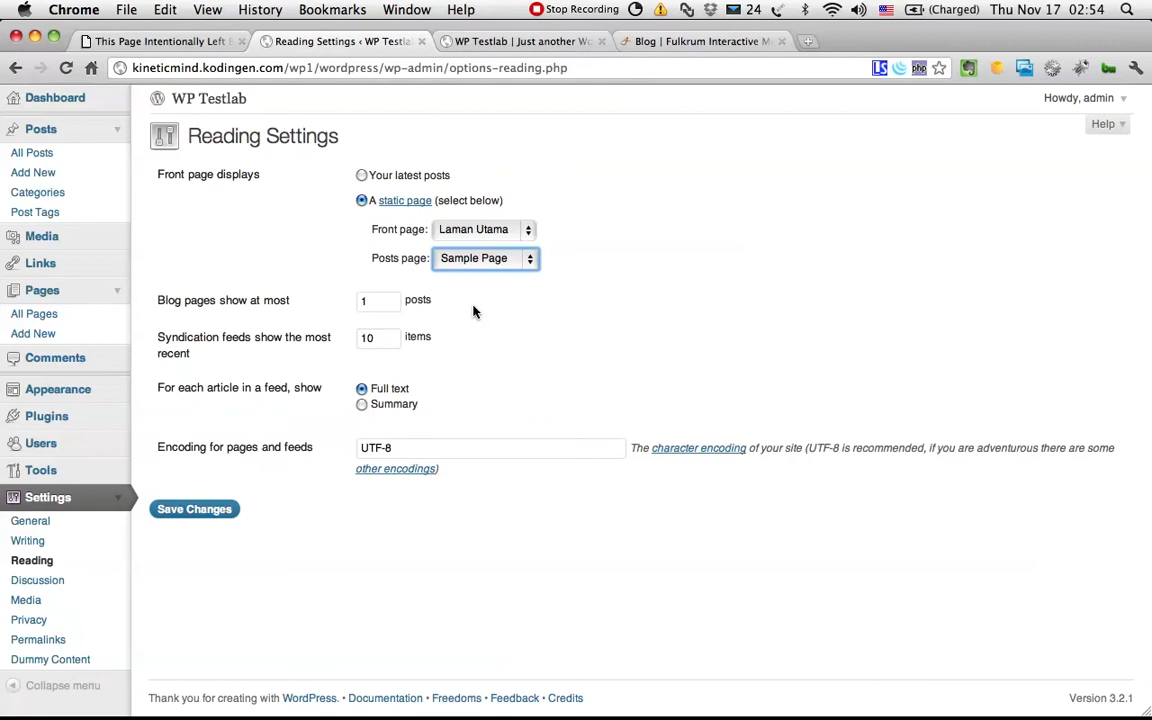 Chrome File Edit View History Bookmarks Window Help Stop Recording 24 (Charged) Thu Nov 17 02:54
This Page Intentionally Left Reading Settings ‹ WP Testla WP Testlab | Just another W Blog | Fulkrum Interactive M
kineticmind.kodingen.com/wp1/wordpress/wp-admin/options-reading.php
Dashboard
Posts
All Posts
Add New
Categories
Post Tags
Media
Links
Pages
All Pages
Add New
Comments
Appearance
Plugins
Users
Tools
Settings
General
Writing
Reading
Discussion
Media
Privacy
Permalinks
Dummy Content
Collapse menu
WP Testlab
Howdy, admin
Help
Reading Settings
Front page displays
Your latest posts
A static page (select below)
Front page: Laman Utama
Posts page: Sample Page
Blog pages show at most 1 posts
Syndication feeds show the most recent 10 items
For each article in a feed, show
Full text
Summary
Encoding for pages and feeds UTF-8 The character encoding of your site (UTF-8 is recommended, if you are adventurous there are some
other encodings)
Save Changes
Thank you for creating with WordPress. • Documentation • Freedoms • Feedback • Credits
Version 3.2.1